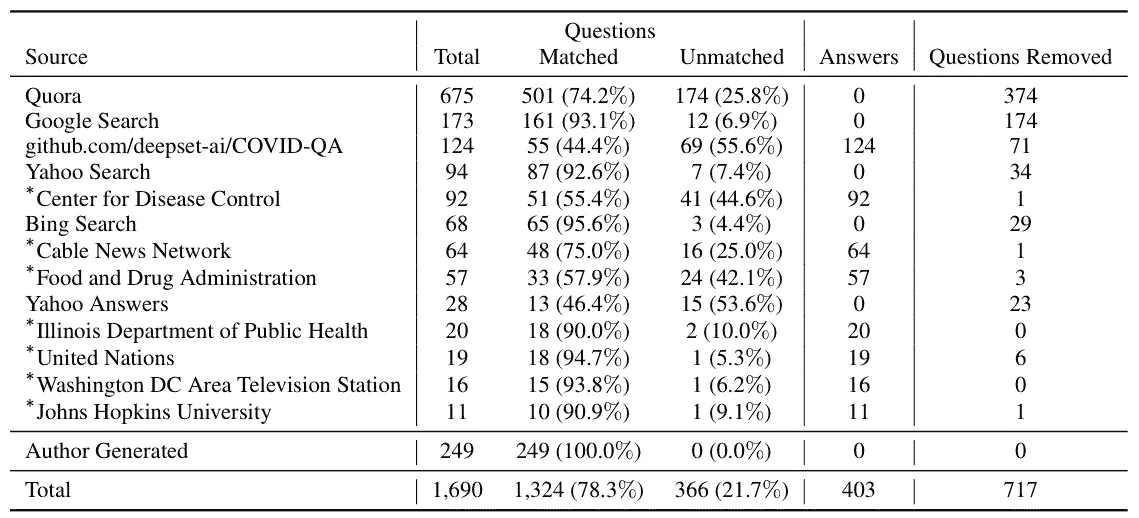 Questions
Source Total Matched Unmatched Answers Questions Removed
Quora 675 501 (74.2%) 174 (25.8%) 0 374
Google Search 173 161 (93.1%) 12 (6.9%) 0 174
github.com/deepset-ai/COVID-QA 124 55 (44.4%) 69 (55.6%) 124 71
Yahoo Search 94 87 (92.6%) 7 (7.4%) 0 34
*Center for Disease Control 92 51 (55.4%) 41 (44.6%) 92 1
Bing Search 68 65 (95.6%) 3 (4.4%) 0 29
*Cable News Network 64 48 (75.0%) 16 (25.0%) 64 1
*Food and Drug Administration 57 33 (57.9%) 24 (42.1%) 57 3
Yahoo Answers 28 13 (46.4%) 15 (53.6%) 0 23
*Illinois Department of Public Health 20 18 (90.0%) 2 (10.0%) 20 0
*United Nations 19 18 (94.7%) 1 (5.3%) 19 6
*Washington DC Area Television Station 16 15 (93.8%) 1 (6.2%) 16 0
*Johns Hopkins University 11 10 (90.9%) 1 (9.1%) 11 1
Author Generated 249 249 (100.0%) 0 (0.0%) 0 0
Total 1,690 1,324 (78.3%) 366 (21.7%) 403 717